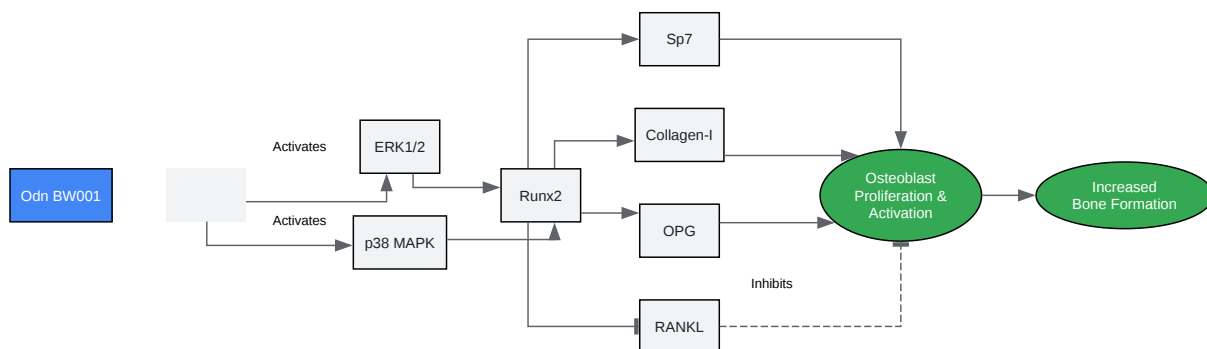 Odn BW001
Activates
Activates
ERK1/2
p38 MAPK
Runx2
Sp7
Collagen-I
OPG
RANKL
Inhibits
Osteoblast
Proliferation &
Activation
Increased
Bone Formation